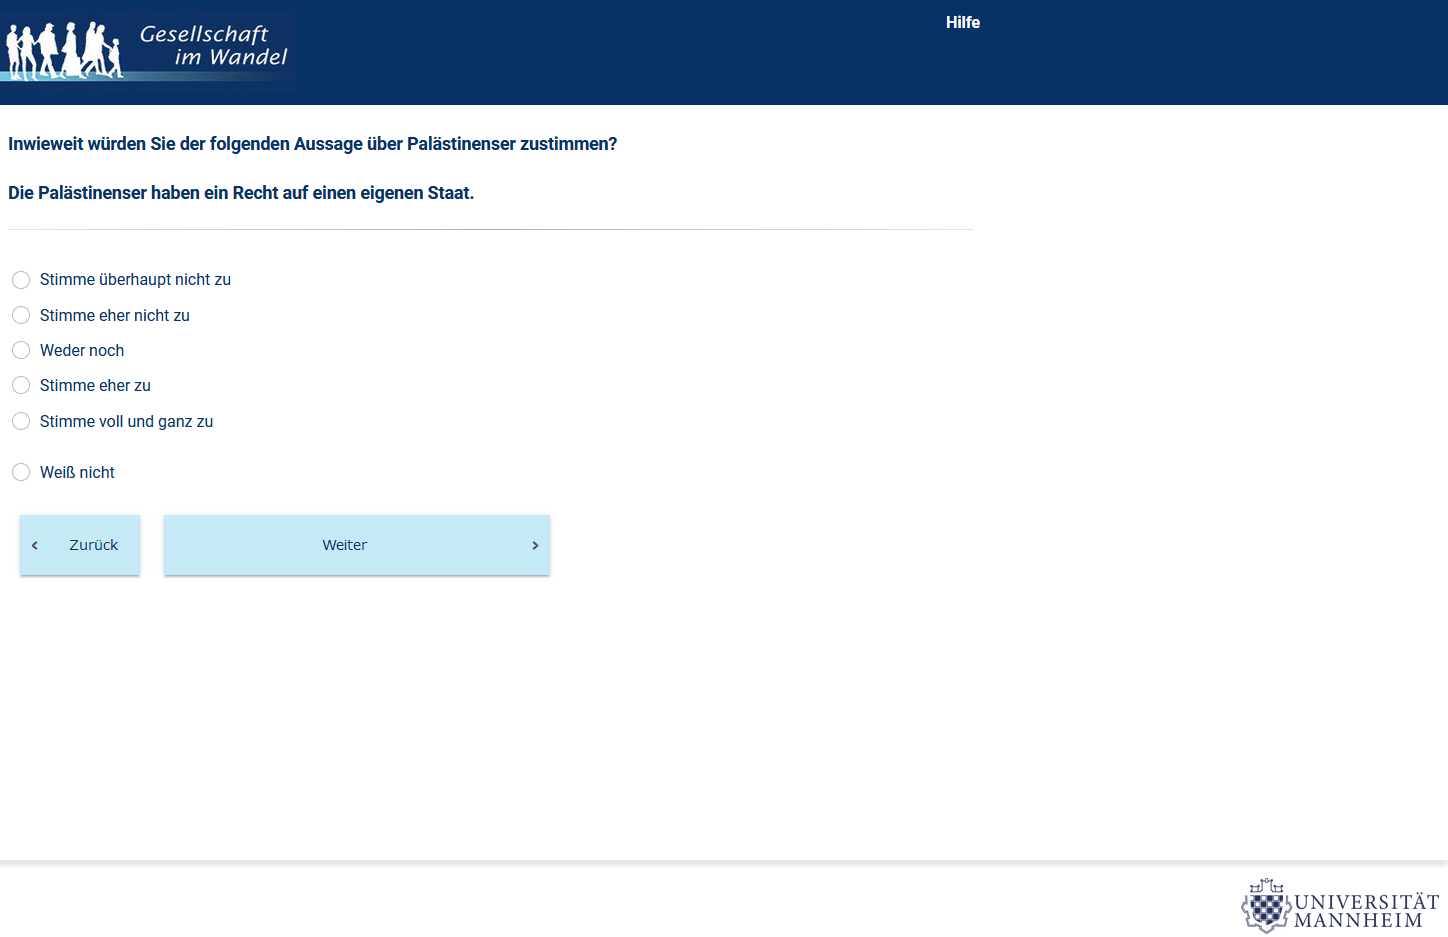 Gesellschaft
im Wandel
Hilfe
Inwieweit würden Sie der folgenden Aussage über Palästinenser zustimmen?
Die Palästinenser haben ein Recht auf einen eigenen Staat.
Stimme überhaupt nicht zu
Stimme eher nicht zu
Weder noch
Stimme eher zu
Stimme voll und ganz zu
Weiß nicht
Zurück
Weiter
UNIVERSITÄT
MANNHEIM